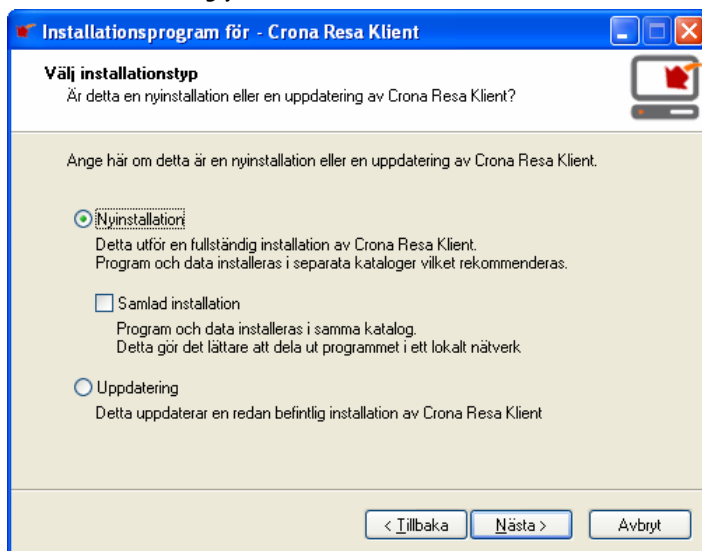 Installationsprogram för - Crona Resa Klient
Välj installationstyp
Är detta en nyinstallation eller en uppdatering av Crona Resa Klient?
Ange här om detta är en nyinstallation eller en uppdatering av Crona Resa Klient.
Nyinstallation
Detta utför en fullständig installation av Crona Resa Klient.
Program och data installeras i separata kataloger vilket rekommenderas.
Samlad installation
Program och data installeras i samma katalog.
Detta gör det lättare att dela ut programmet i ett lokalt nätverk
Uppdatering
Detta uppdaterar en redan befintlig installation av Crona Resa Klient
< Tillbaka
Nästa >
Avbryt